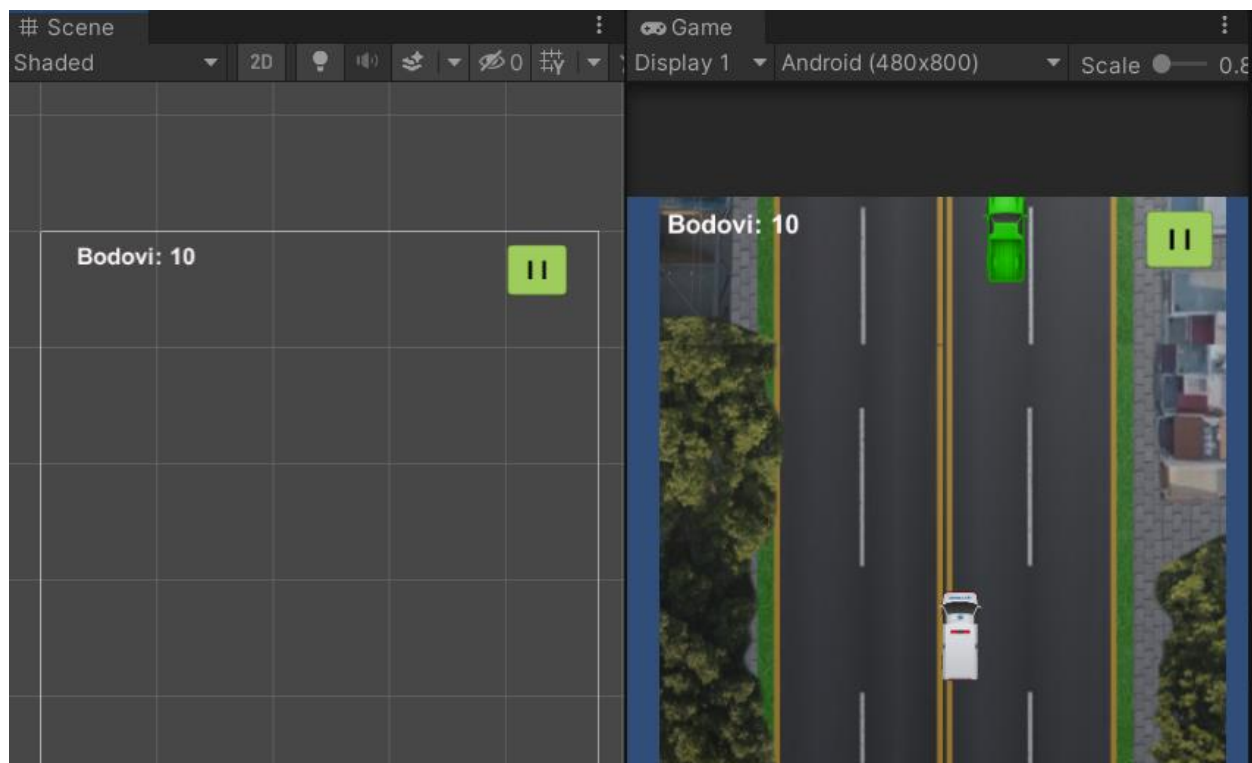 Scene
Shaded
2D
0
Bodovi: 10
Game
Display 1
Android (480x800)
Scale
Bodovi: 10